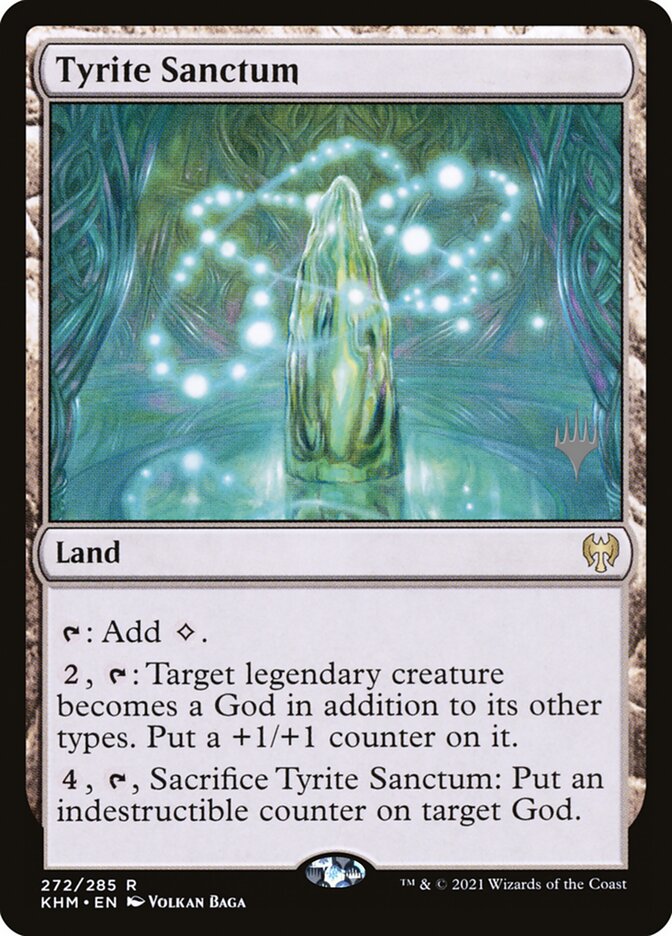 Tyrite Sanctum
Land
: Add .
2, : Target legendary creature
becomes a God in addition to its other
types. Put a +1/+1 counter on it.
4, , Sacrifice Tyrite Sanctum: Put an
indestructible counter on target God.
272/285 R
KHM • EN Volkan Baga
™ & © 2021 Wizards of the Coast